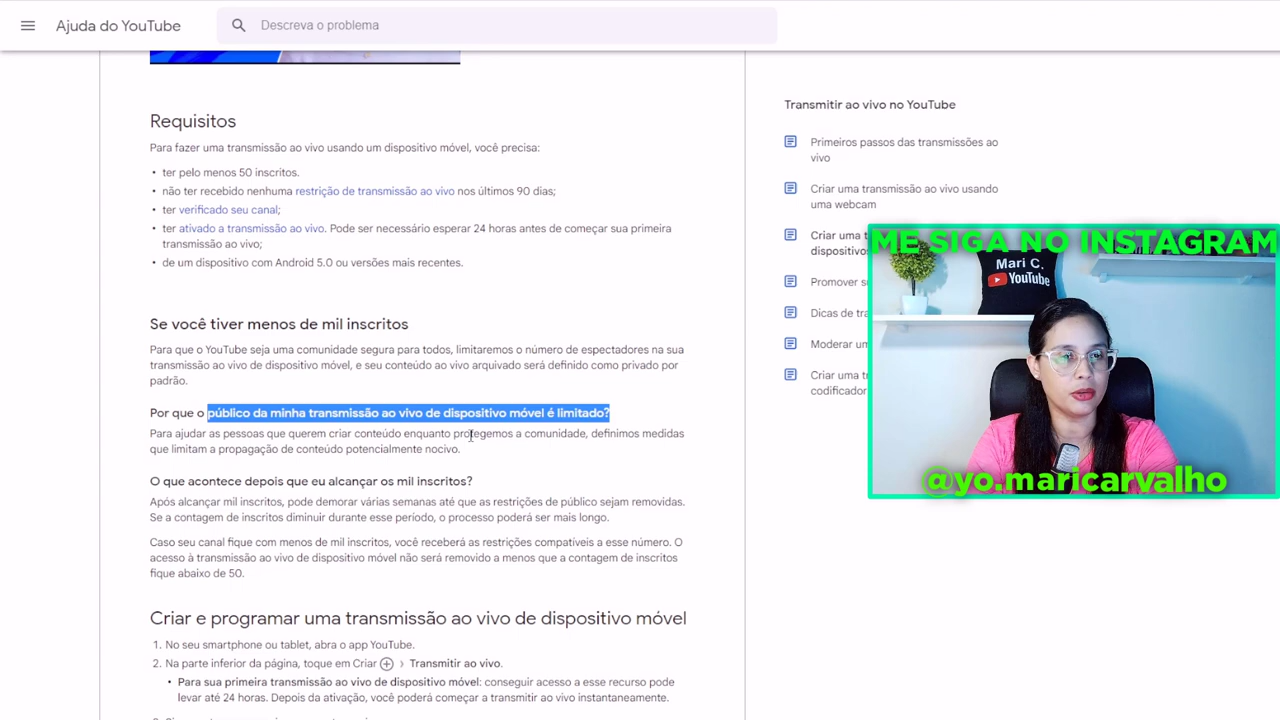 Ajuda do YouTube
Descreva o problema
Requisitos
Para fazer uma transmissão ao vivo usando um dispositivo móvel, você precisa:
• ter pelo menos 50 inscritos.
• não ter recebido nenhuma restrição de transmissão ao vivo nos últimos 90 dias;
• ter verificado seu canal;
• ter ativado a transmissão ao vivo. Pode ser necessário esperar 24 horas antes de começar sua primeira
transmissão ao vivo;
• de um dispositivo com Android 5.0 ou versões mais recentes.
Se você tiver menos de mil inscritos
Para que o YouTube seja uma comunidade segura para todos, limitaremos o número de espectadores na sua
transmissão ao vivo de dispositivo móvel, e seu conteúdo ao vivo arquivado será definido como privado por
padrão.
Por que o público da minha transmissão ao vivo de dispositivo móvel é limitado?
Para ajudar as pessoas que querem criar conteúdo enquanto protegemos a comunidade, definimos medidas
que limitam a propagação de conteúdo potencialmente nocivo.
O que acontece depois que eu alcançar os mil inscritos?
Após alcançar mil inscritos, pode demorar várias semanas até que as restrições de público sejam removidas.
Se a contagem de inscritos diminuir durante esse período, o processo poderá ser mais longo.
Caso seu canal fique com menos de mil inscritos, você receberá as restrições compatíveis a esse número. O
acesso à transmissão ao vivo de dispositivo móvel não será removido a menos que a contagem de inscritos
fique abaixo de 50.
Criar e programar uma transmissão ao vivo de dispositivo móvel
1. No seu smartphone ou tablet, abra o app YouTube.
2. Na parte inferior da página, toque em Criar > Transmitir ao vivo.
• Para sua primeira transmissão ao vivo de dispositivo móvel: conseguir acesso a esse recurso pode
levar até 24 horas. Depois da ativação, você poderá começar a transmitir ao vivo instantaneamente.
Transmitir ao vivo no YouTube
Primeiros passos das transmissões ao
vivo
Criar uma transmissão ao vivo usando
uma webcam
Criar uma
dispositivo
Promover
Dicas de
Moderar
Criar uma
codificador
ME SIGA NO INSTAGRAM
Mari C.
YouTube
@yo.maricarvalho